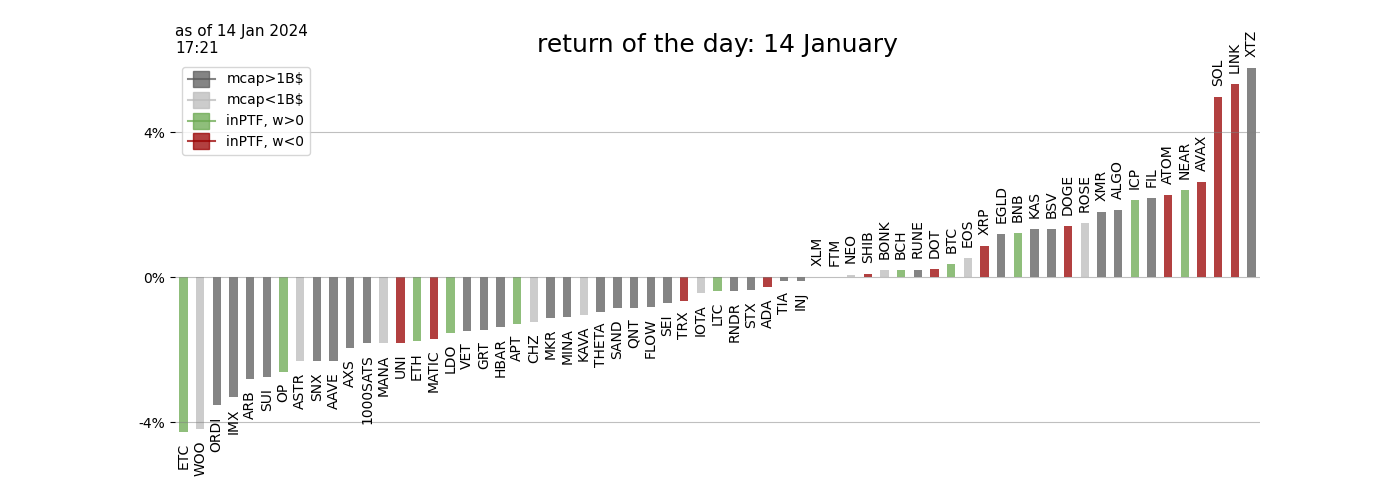 as of 14 Jan 2024
17:21
return of the day: 14 January
mcap>1B$
mcap<1B$
inPTF, w>0
inPTF, w<0
4%
0%
-4%
ETC
WOO
ORDI
IMX
ARB
SUI
OP
ASTR
SNX
AAVE
AXS
1000SATS
MANA
UNI
ETH
MATIC
LDO
VET
GRT
HBAR
APT
CHZ
MKR
MINA
KAVA
THETA
SAND
QNT
FLOW
SEI
TRX
IOTA
LTC
RNDR
STX
ADA
TIA
INJ
XLM
FTM
NEO
SHIB
BONK
BCH
RUNE
DOT
BTC
EOS
XRP
EGLD
BNB
KAS
BSV
DOGE
ROSE
XMR
ALGO
ICP
FIL
ATOM
NEAR
AVAX
SOL
LINK
XTZ